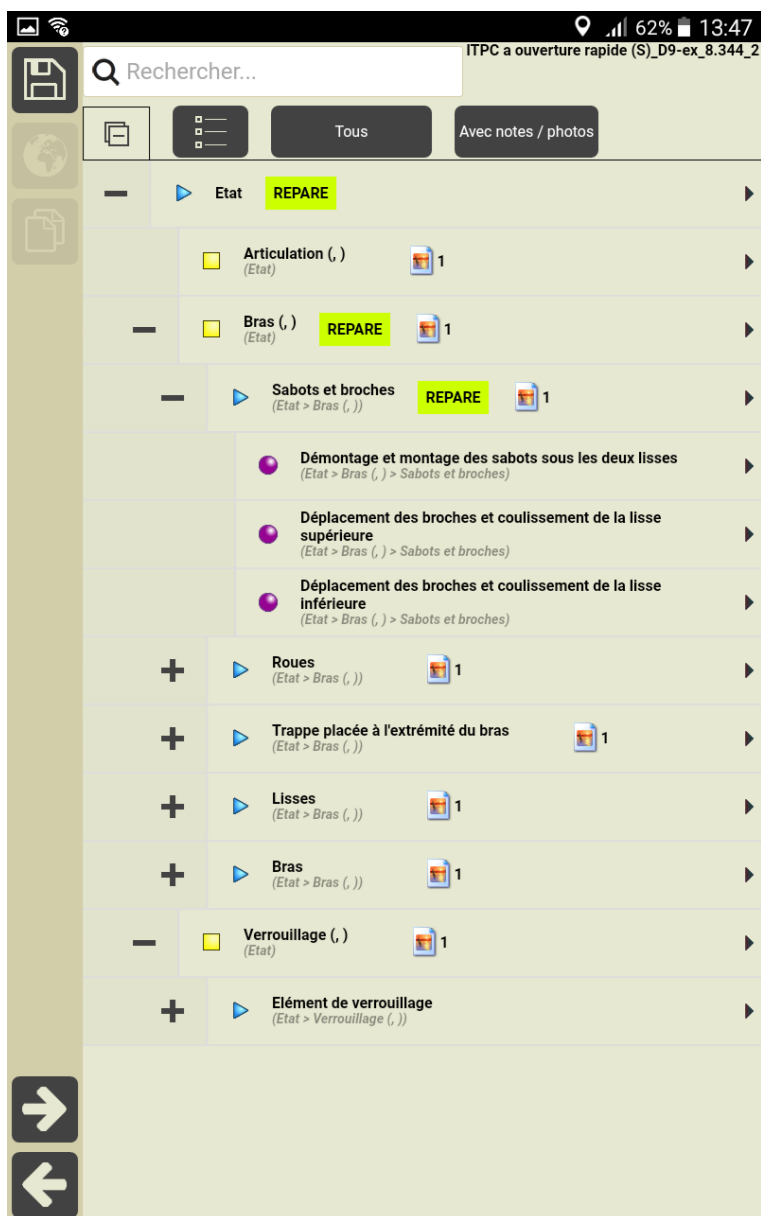 62% 13:47
ITPC a ouverture rapide (S)_D9-ex_8.344_2
Rechercher...
Tous
Avec notes / photos
Etat REPARE
Articulation (, ) 1
(Etat)
Bras (, ) REPARE 1
(Etat)
Sabots et broches REPARE 1
(Etat > Bras (, ))
Démontage et montage des sabots sous les deux lisses
(Etat > Bras (, ) > Sabots et broches)
Déplacement des broches et coulissement de la lisse
supérieure
(Etat > Bras (, ) > Sabots et broches)
Déplacement des broches et coulissement de la lisse
inférieure
(Etat > Bras (, ) > Sabots et broches)
Roues 1
(Etat > Bras (, ))
Trappe placée à l'extrémité du bras 1
(Etat > Bras (, ))
Lisses 1
(Etat > Bras (, ))
Bras 1
(Etat > Bras (, ))
Verrouillage (, ) 1
(Etat)
Elément de verrouillage
(Etat > Verrouillage (, ))